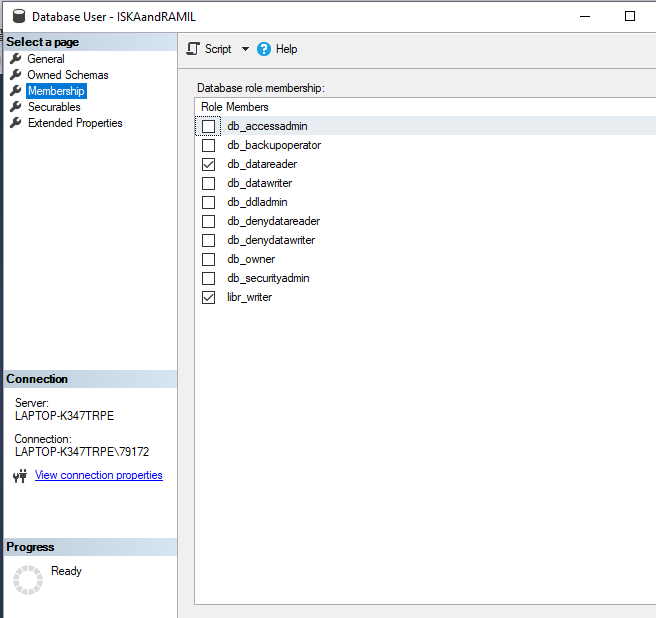 Database User - ISKAandRAMIL
Select a page
General
Owned Schemas
Membership
Securables
Extended Properties
Script
Help
Database role membership:
Role Members
db_accessadmin
db_backupoperator
db_datareader
db_datawriter
db_ddladmin
db_denydatareader
db_denydatawriter
db_owner
db_securityadmin
libr_writer
Connection
Server:
LAPTOP-K347TRPE
Connection:
LAPTOP-K347TRPE\79172
View connection properties
Progress
Ready